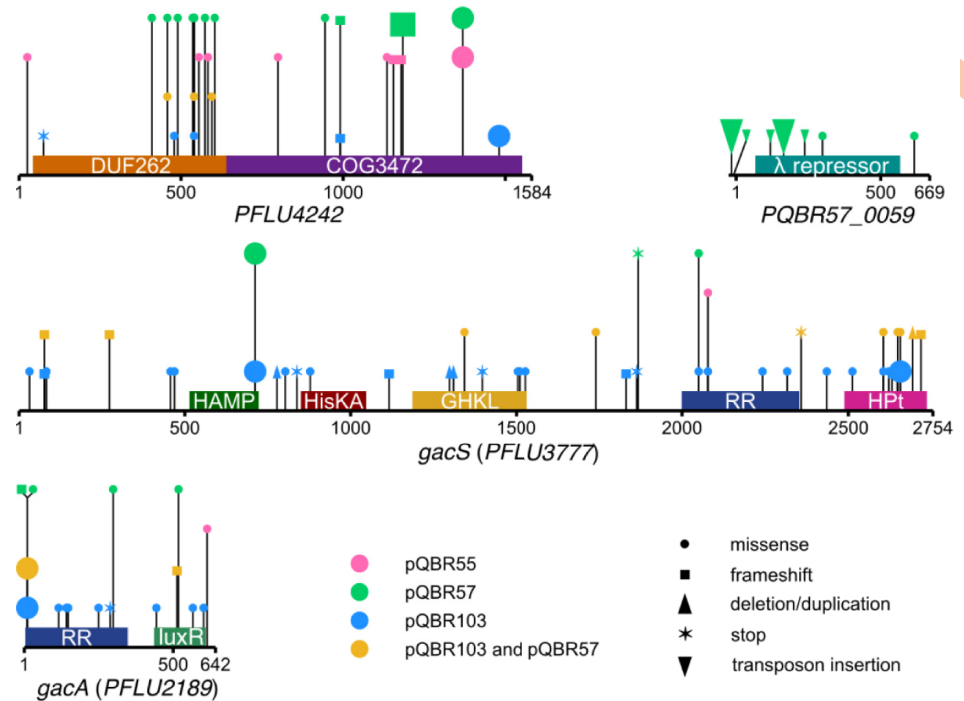 DUF262 COG3472
1 500 1000 1584
PFLU4242
λ repressor
1 500 669
PQBR57_0059
HAMP HisKA GHKL RR HPt
1 500 1000 1500 2000 2500 2754
gacS (PFLU3777)
RR luxR
1 500 642
gacA (PFLU2189)
pQBR55
pQBR57
pQBR103
pQBR103 and pQBR57
missense
frameshift
deletion/duplication
stop
transposon insertion